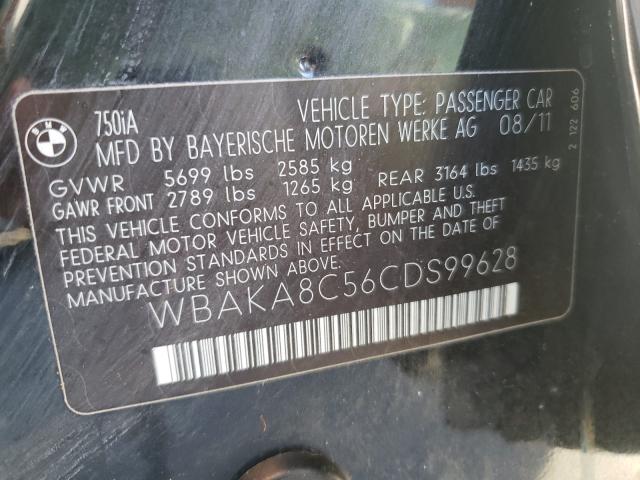 BMW
750iA VEHICLE TYPE: PASSENGER CAR
MFD BY BAYERISCHE MOTOREN WERKE AG 08/11
GVWR 5699 lbs 2585 kg
GAWR FRONT 2789 lbs 1265 kg REAR 3164 lbs 1435 kg
THIS VEHICLE CONFORMS TO ALL APPLICABLE U.S.
FEDERAL MOTOR VEHICLE SAFETY, BUMPER AND THEFT
PREVENTION STANDARDS IN EFFECT ON THE DATE OF
MANUFACTURE SHOWN ABOVE.
WBAKA8C56CDS99628
2 122 606